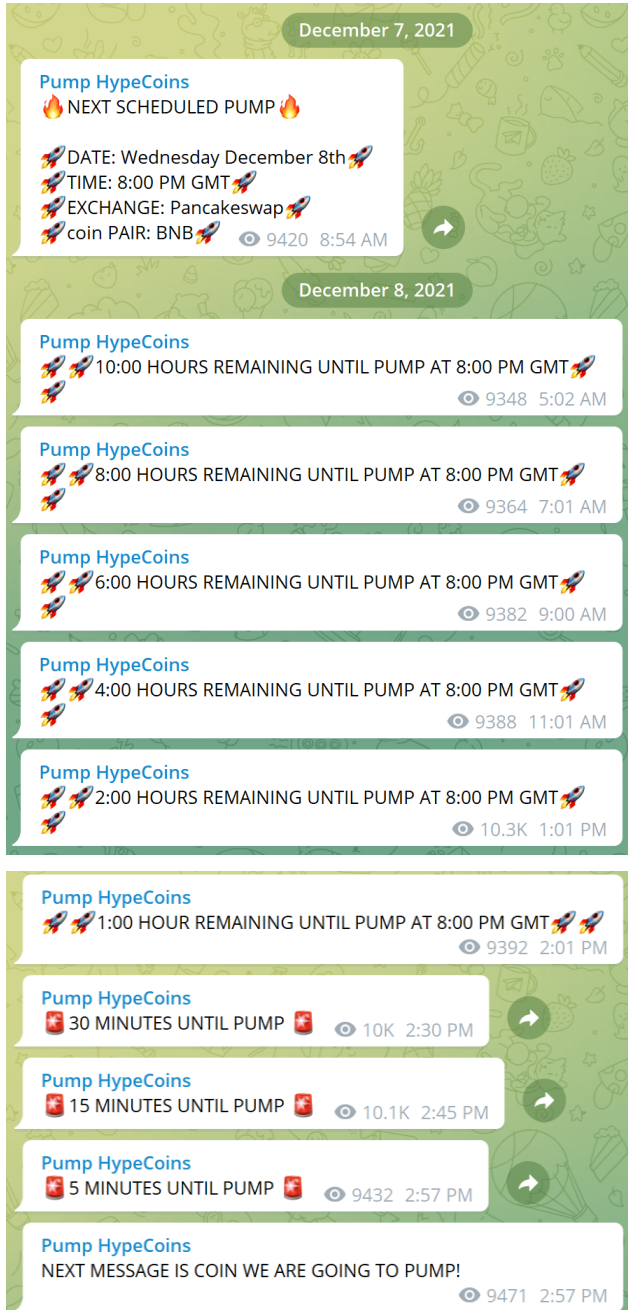 December 7, 2021
Pump HypeCoins
🔥NEXT SCHEDULED PUMP🔥
🚀DATE: Wednesday December 8th🚀
🚀TIME: 8:00 PM GMT🚀
🚀EXCHANGE: Pancakeswap🚀
🚀coin PAIR: BNB🚀 9420 8:54 AM
December 8, 2021
Pump HypeCoins
🚀🚀10:00 HOURS REMAINING UNTIL PUMP AT 8:00 PM GMT🚀
🚀 9348 5:02 AM
Pump HypeCoins
🚀🚀8:00 HOURS REMAINING UNTIL PUMP AT 8:00 PM GMT🚀
🚀 9364 7:01 AM
Pump HypeCoins
🚀🚀6:00 HOURS REMAINING UNTIL PUMP AT 8:00 PM GMT🚀
🚀 9382 9:00 AM
Pump HypeCoins
🚀🚀4:00 HOURS REMAINING UNTIL PUMP AT 8:00 PM GMT🚀
🚀 9388 11:01 AM
Pump HypeCoins
🚀🚀2:00 HOURS REMAINING UNTIL PUMP AT 8:00 PM GMT🚀
🚀 10.3K 1:01 PM
Pump HypeCoins
🚀🚀1:00 HOUR REMAINING UNTIL PUMP AT 8:00 PM GMT🚀🚀
9392 2:01 PM
Pump HypeCoins
🚨30 MINUTES UNTIL PUMP 🚨 10K 2:30 PM
Pump HypeCoins
🚨15 MINUTES UNTIL PUMP 🚨 10.1K 2:45 PM
Pump HypeCoins
🚨5 MINUTES UNTIL PUMP 🚨 9432 2:57 PM
Pump HypeCoins
NEXT MESSAGE IS COIN WE ARE GOING TO PUMP!
9471 2:57 PM